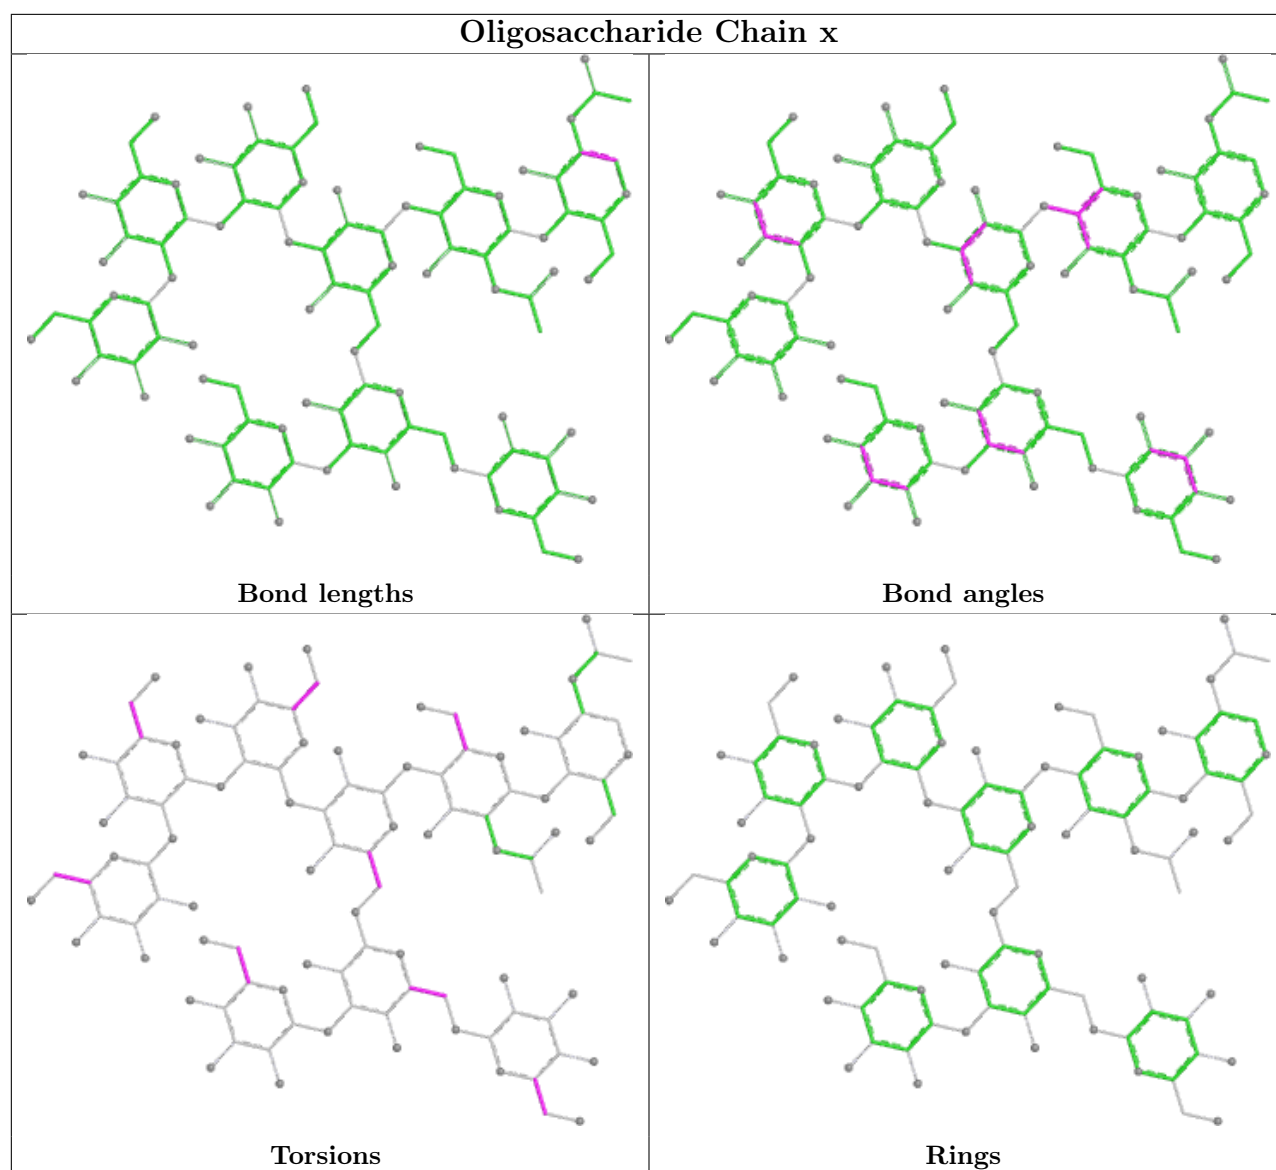 Oligosaccharide Chain x
Bond lengths
Bond angles
Torsions
Rings